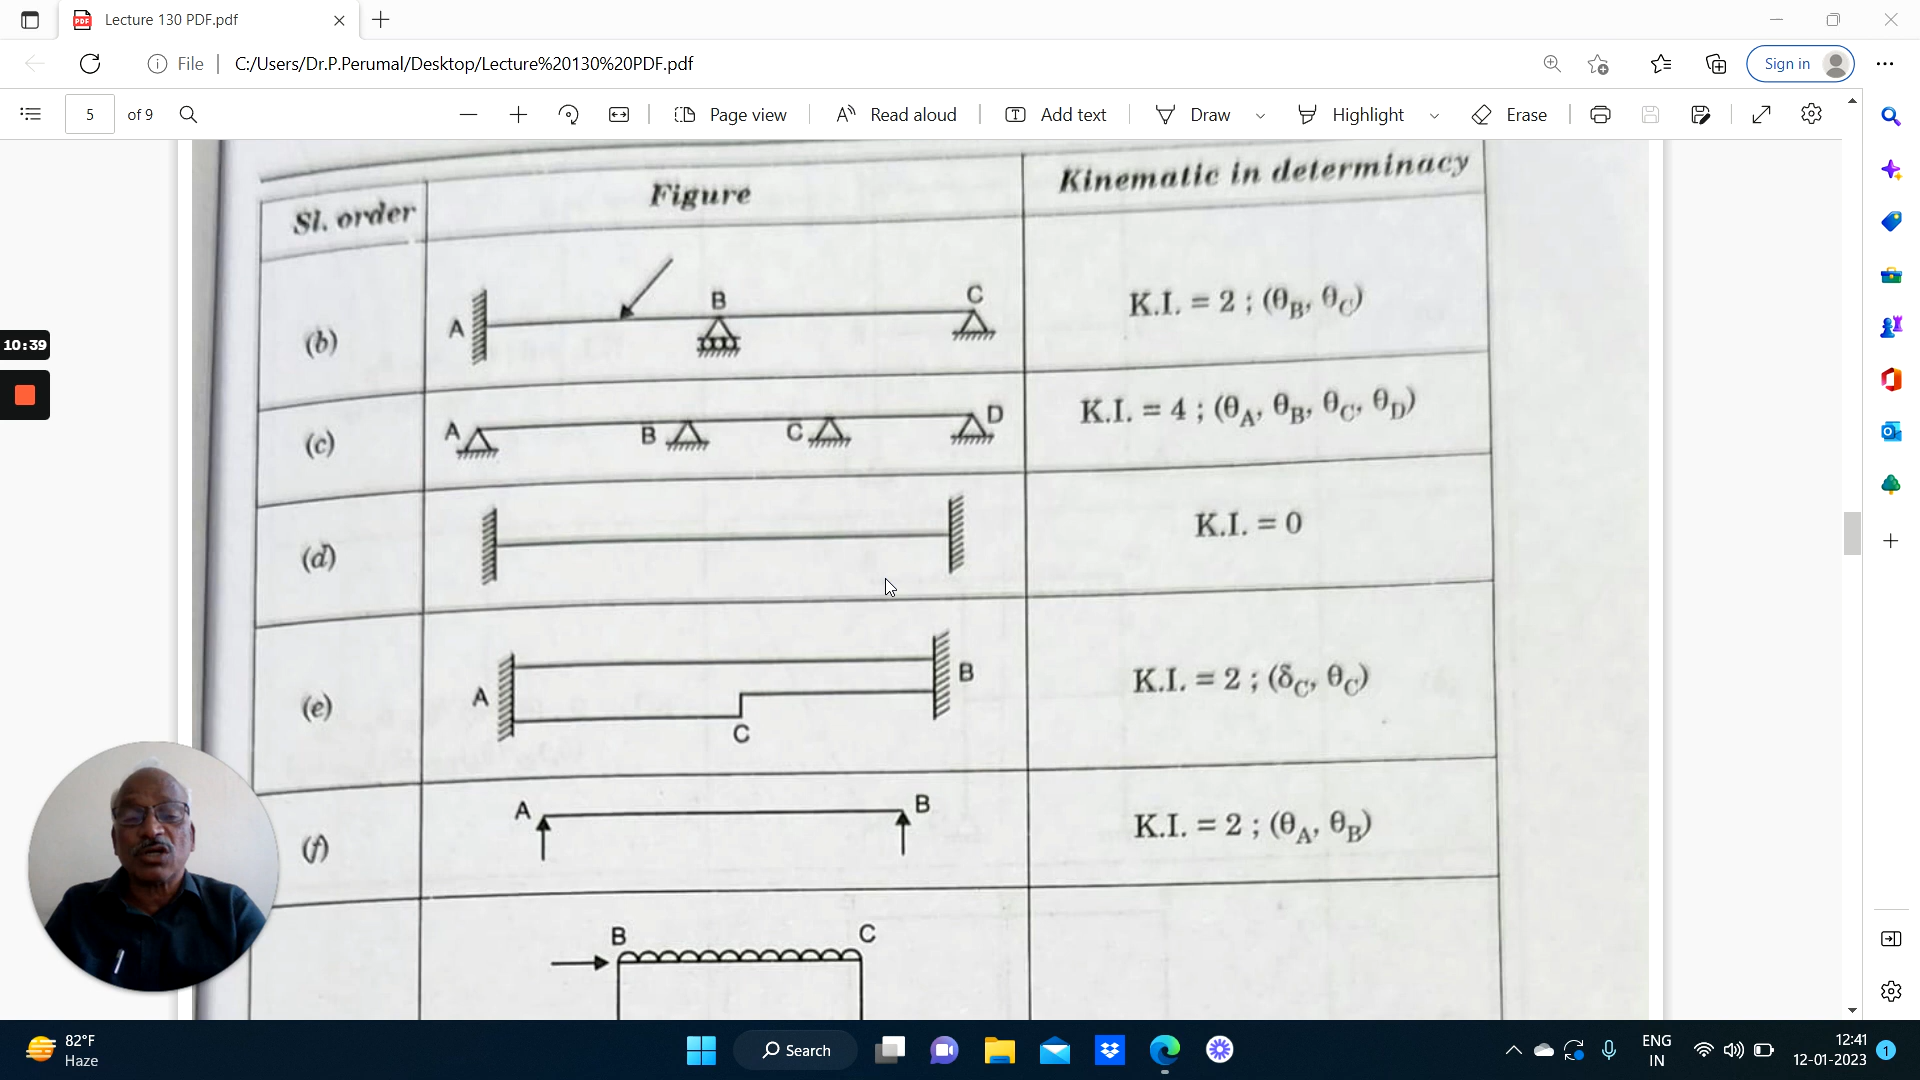 Lecture 130 PDF.pdf
File
C:/Users/Dr.P.Perumal/Desktop/Lecture%20130%20PDF.pdf
Sign in
5 of 9
Page view
Read aloud
Add text
Draw
Highlight
Erase
Sl. order Figure Kinematic in determinacy
(b) A B C K.I. = 2 ; (θB, θC)
(c) A B C D K.I. = 4 ; (θA, θB, θC, θD)
(d) K.I. = 0
(e) A B C K.I. = 2 ; (δC, θC)
(f) A B K.I. = 2 ; (θA, θB)
B C
10:39
82°F
Haze
Search
ENG
IN
12:41
12-01-2023
1